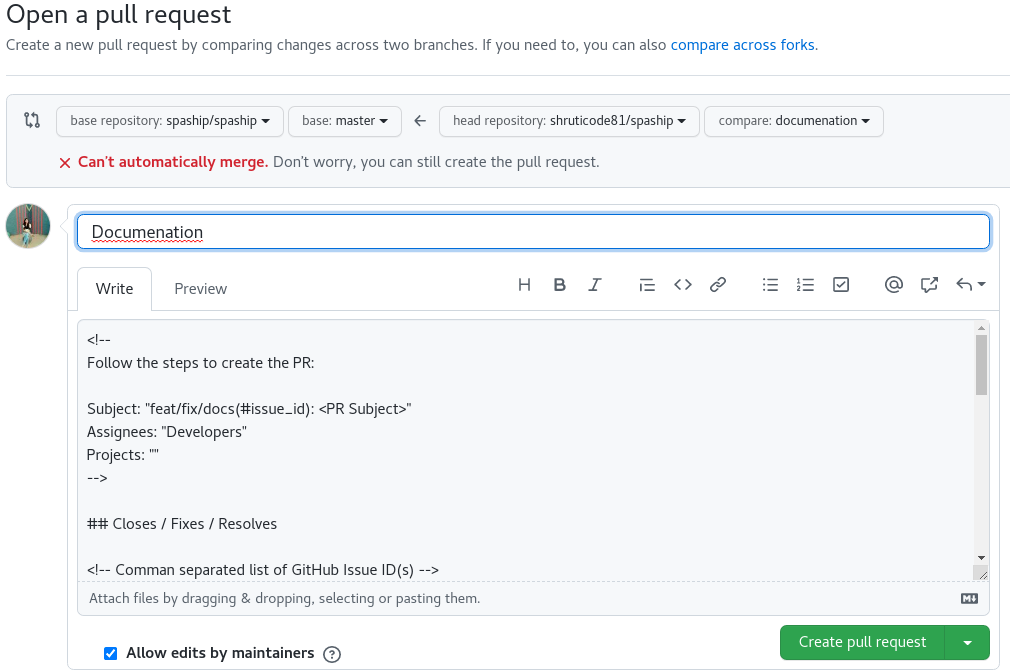 Open a pull request
Create a new pull request by comparing changes across two branches. If you need to, you can also compare across forks.
base repository: spaship/spaship base: master head repository: shruticode81/spaship compare: documenation
Can't automatically merge. Don't worry, you can still create the pull request.
Documenation
Write Preview
<!--
Follow the steps to create the PR:
Subject: "feat/fix/docs(#issue_id): <PR Subject>"
Assignees: "Developers"
Projects: ""
-->
## Closes / Fixes / Resolves
<!-- Comman separated list of GitHub Issue ID(s) -->
Attach files by dragging & dropping, selecting or pasting them.
Allow edits by maintainers
Create pull request